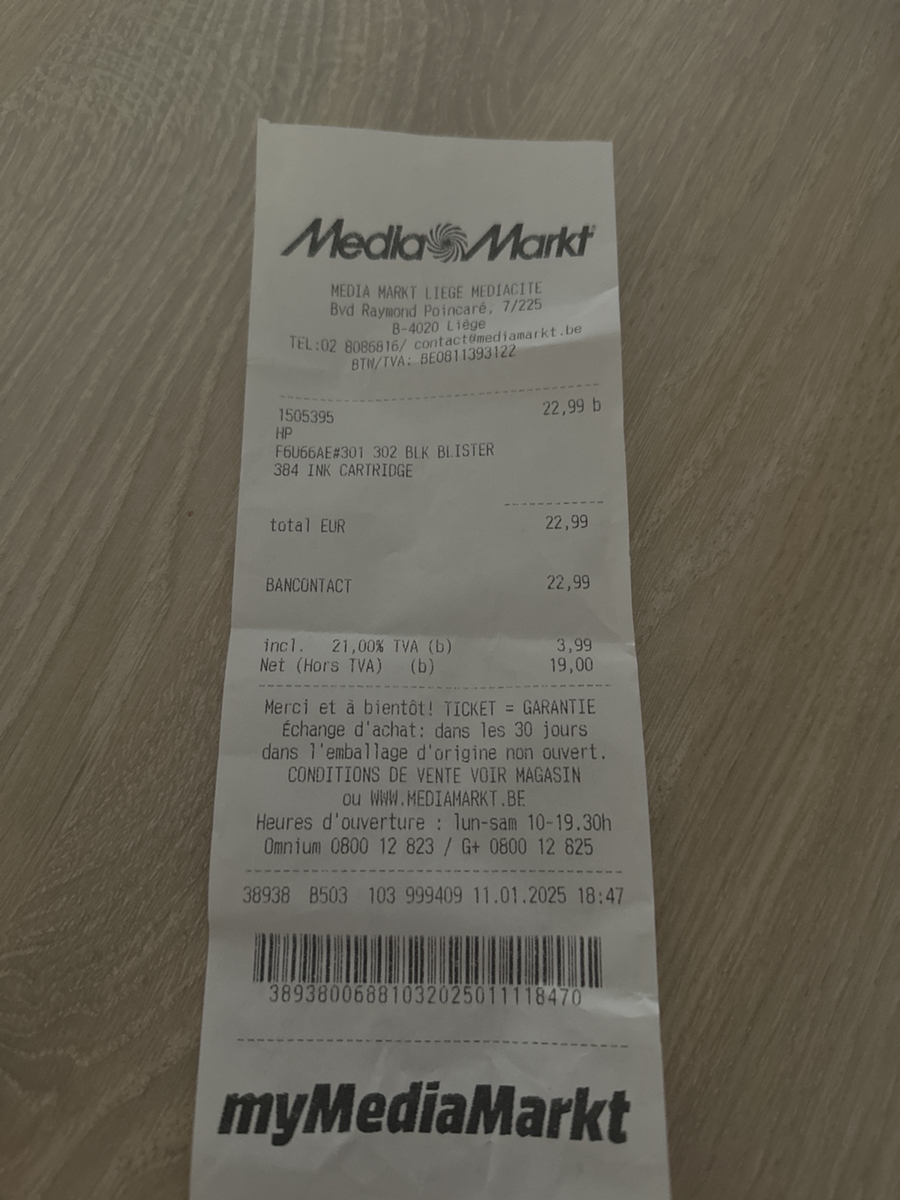 Media Markt
MEDIA MARKT LIEGE MEDIACITE
Bvd Raymond Poincaré, 7/225
B-4020 Liège
TEL:02 8086816/ contact@mediamarkt.be
BTW/TVA: BE0811393122
1505395 22,99 b
HP
F6U66AE#301 302 BLK BLISTER
384 INK CARTRIDGE
total EUR 22,99
BANCONTACT 22,99
incl. 21,00% TVA (b) 3,99
Net (Hors TVA) (b) 19,00
Merci et à bientôt! TICKET = GARANTIE
Échange d'achat: dans les 30 jours
dans l'emballage d'origine non ouvert.
CONDITIONS DE VENTE VOIR MAGASIN
ou WWW.MEDIAMARKT.BE
Heures d'ouverture : lun-sam 10-19.30h
Omnium 0800 12 823 / G+ 0800 12 825
38938 B503 103 999409 11.01.2025 18:47
38938006881032025011118470
myMediaMarkt